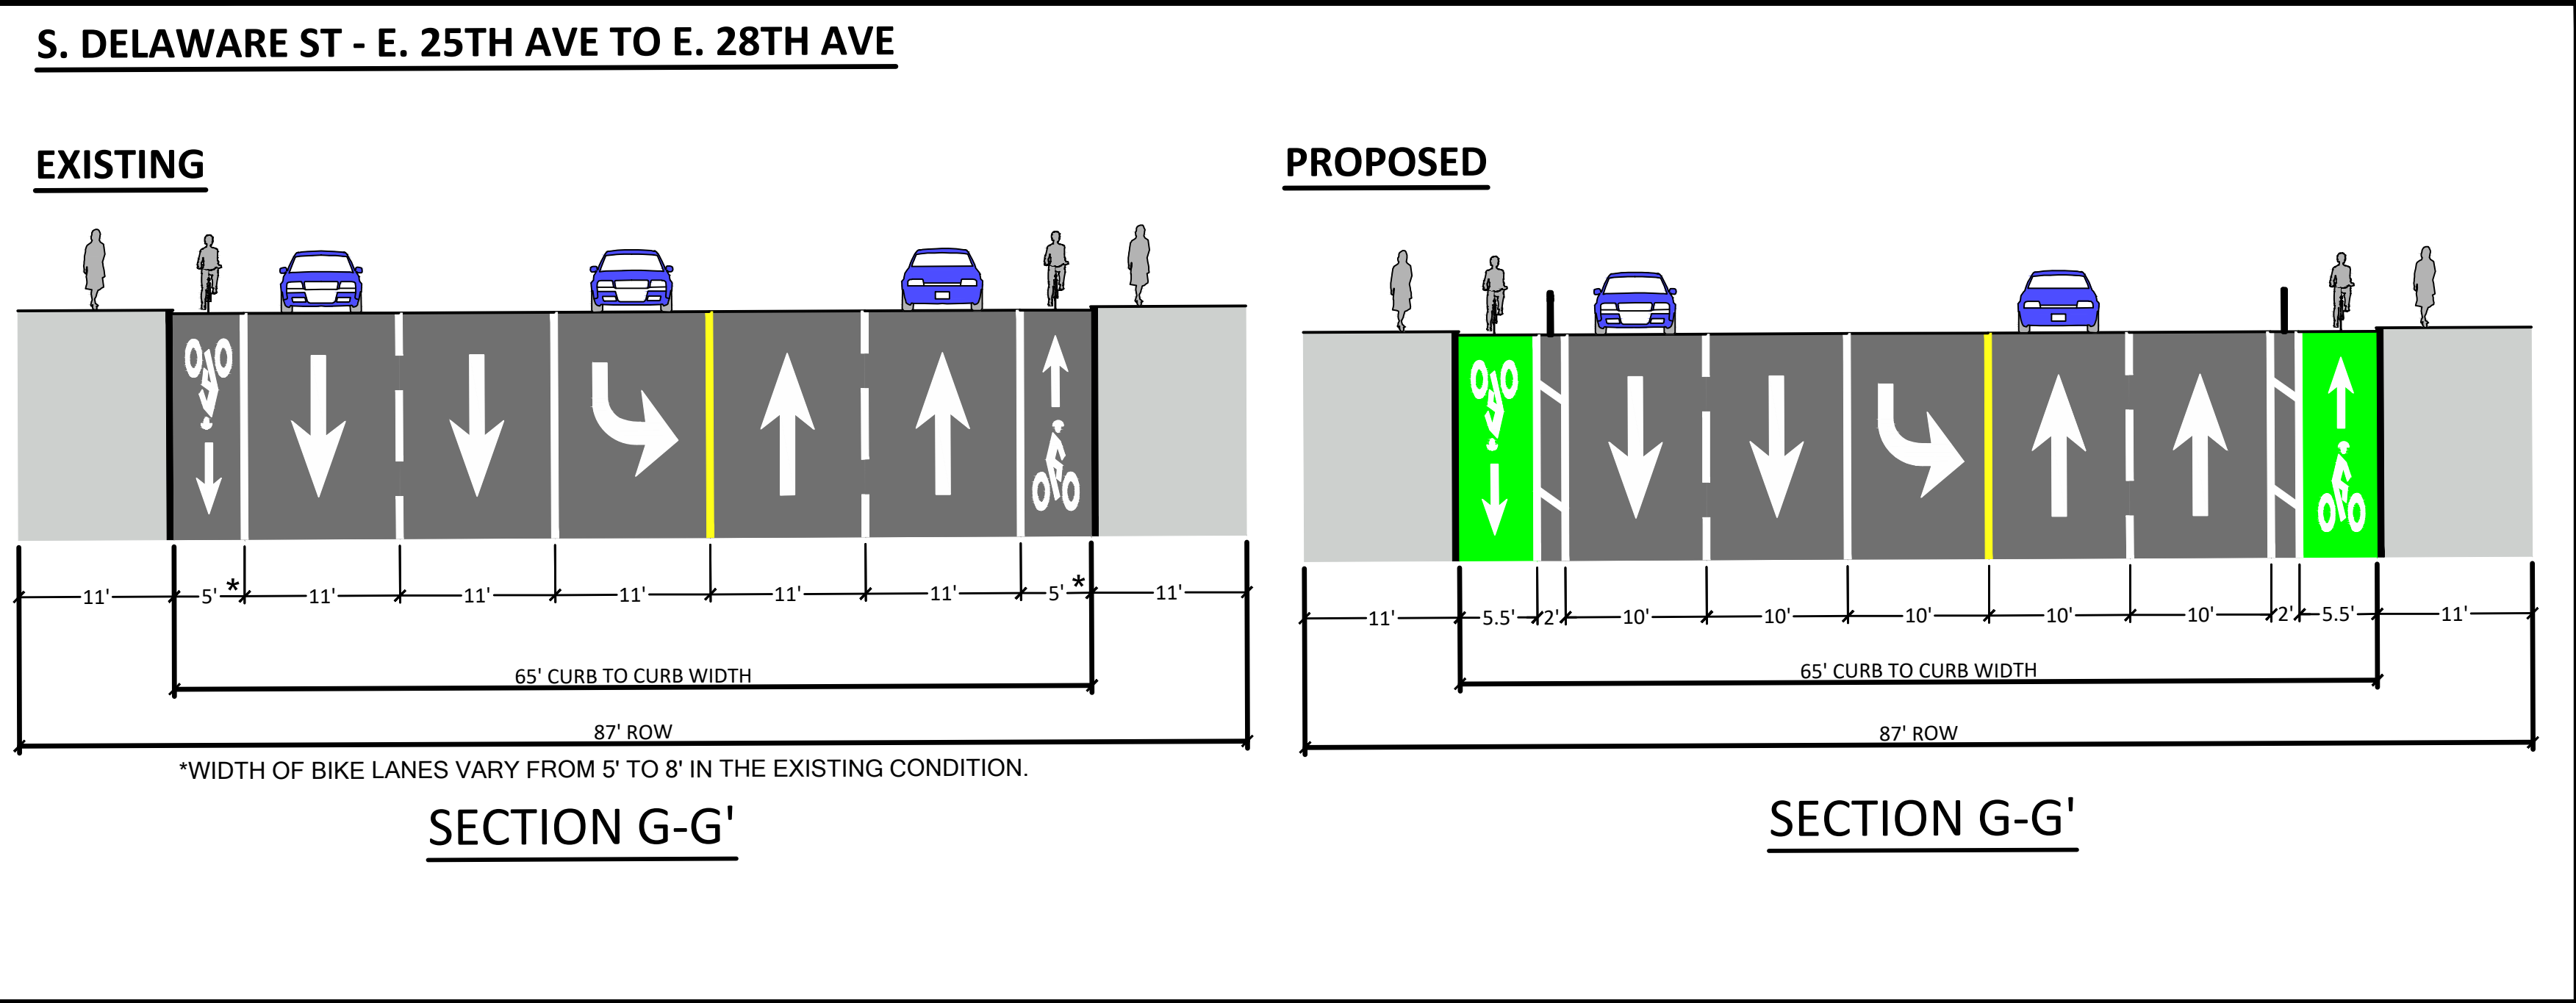 S. DELAWARE ST - E. 25TH AVE TO E. 28TH AVE
EXISTING
11' 5' * 11' 11' 11' 11' 11' 5' * 11'
65' CURB TO CURB WIDTH
87' ROW
*WIDTH OF BIKE LANES VARY FROM 5' TO 8' IN THE EXISTING CONDITION.
SECTION G-G'
PROPOSED
11' 5.5' 2' 10' 10' 10' 10' 10' 2' 5.5' 11'
65' CURB TO CURB WIDTH
87' ROW
SECTION G-G'